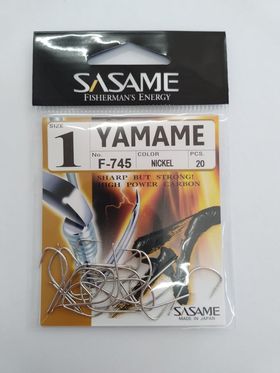 SASAME
FISHERMAN'S ENERGY
SIZE
1
YAMAME
No. COLOR PCS.
F-745 NICKEL 20
SHARP BUT STRONG!
HIGH POWER CARBON
SASAME
MADE IN JAPAN